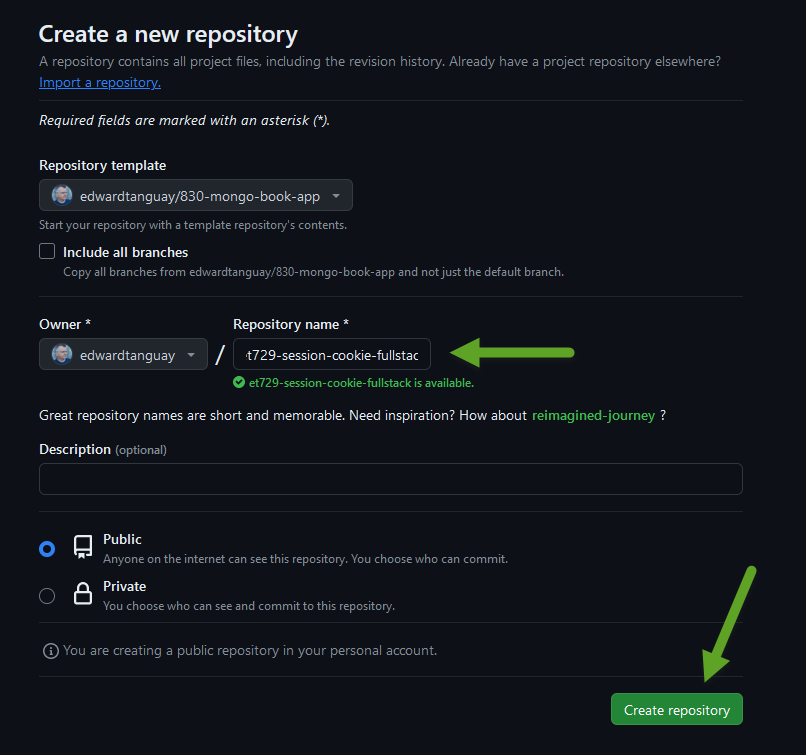 Create a new repository
A repository contains all project files, including the revision history. Already have a project repository elsewhere?
Import a repository.
Required fields are marked with an asterisk (*).
Repository template
edwardtanguay/830-mongo-book-app
Start your repository with a template repository's contents.
Include all branches
Copy all branches from edwardtanguay/830-mongo-book-app and not just the default branch.
Owner * Repository name *
edwardtanguay / et729-session-cookie-fullstac
et729-session-cookie-fullstack is available.
Great repository names are short and memorable. Need inspiration? How about reimagined-journey ?
Description (optional)
Public
Anyone on the internet can see this repository. You choose who can commit.
Private
You choose who can see and commit to this repository.
You are creating a public repository in your personal account.
Create repository